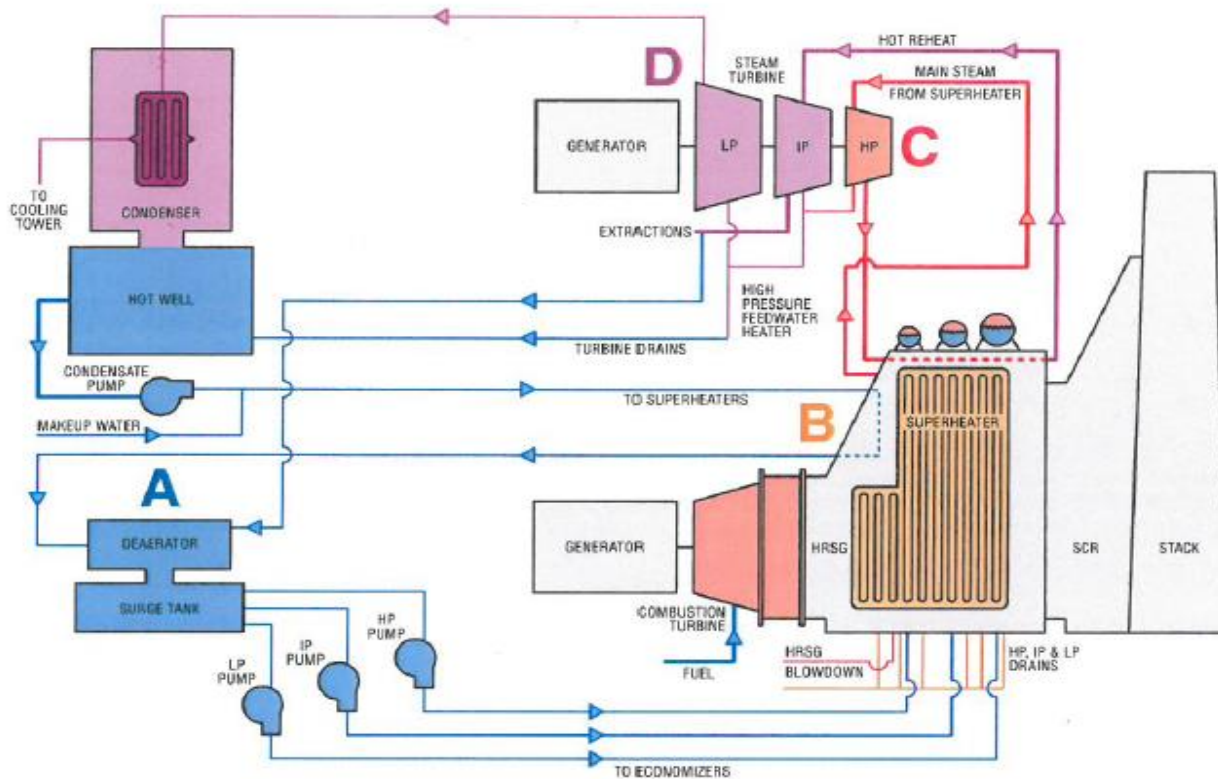 D
STEAM
TURBINE
HOT REHEAT
MAIN STEAM
FROM SUPERHEATER
GENERATOR
LP
IP
HP
C
TO
COOLING
TOWER
CONDENSER
EXTRACTIONS
HOT WELL
HIGH
PRESSURE
FEEDWATER
HEATER
TURBINE DRAINS
CONDENSATE
PUMP
TO SUPERHEATERS
MAKEUP WATER
B
SUPERHEATER
A
DEAERATOR
SURGE TANK
GENERATOR
HRSG
SCR
STACK
COMBUSTION
TURBINE
FUEL
HRSG
BLOWDOWN
HP, IP & LP
DRAINS
HP
PUMP
IP
PUMP
LP
PUMP
TO ECONOMIZERS